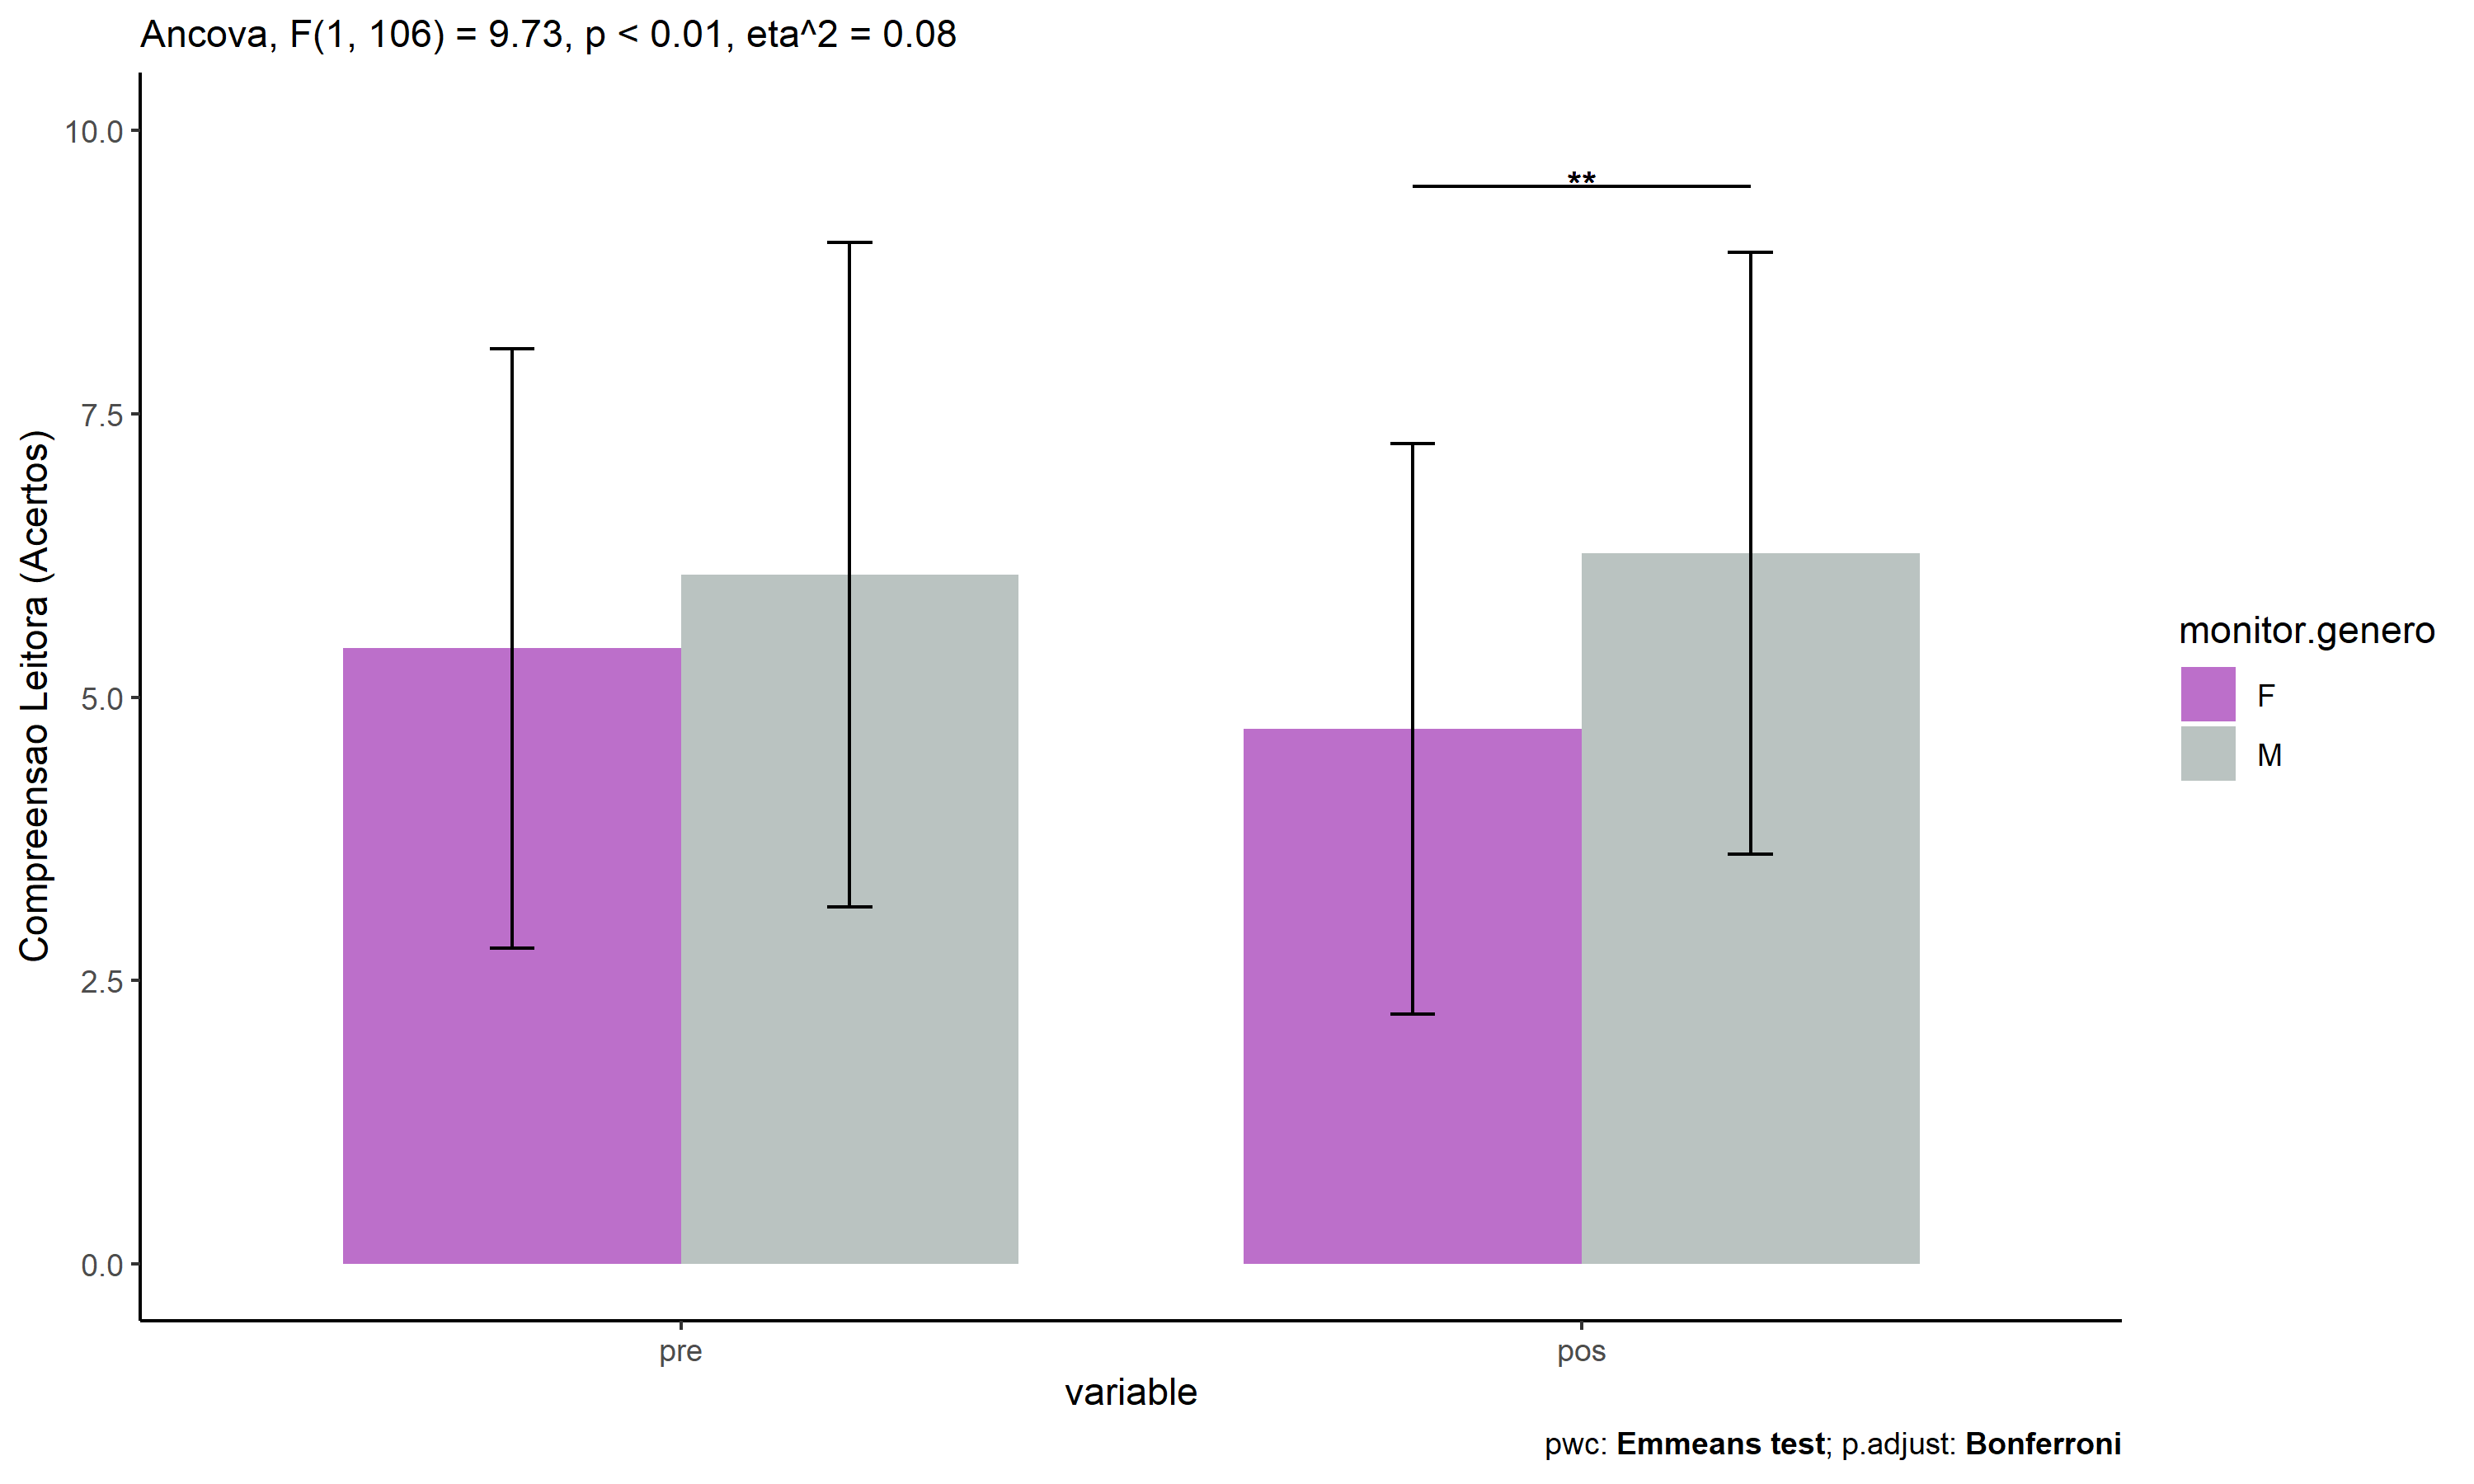 Ancova, F(1, 106) = 9.73, p < 0.01, eta^2 = 0.08
Compreensao Leitora (Acertos)
10.0
7.5
5.0
2.5
0.0
**
pre
pos
variable
monitor.genero
F
M
pwc: Emmeans test; p.adjust: Bonferroni